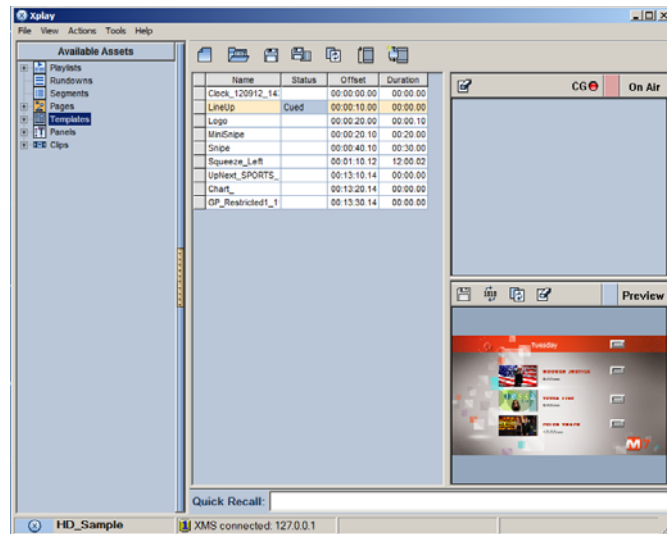 Xplay
File View Actions Tools Help
Available Assets
Playlists
Rundowns
Segments
Pages
Templates
Panels
Clips
Name Status Offset Duration
Clock_120912_14: 00:00:00.00 00:00.00
LineUp Cued 00:00:10.00 00:00.00
Logo 00:00:20.00 00:00.10
MiniSnipe 00:00:20.10 00:20.00
Snipe 00:00:40.10 00:30.00
Squeeze_Left 00:01:10.12 12:00.02
UpNext_SPORTS_ 00:13:10.14 00:00.00
Chart_ 00:13:20.14 00:00.00
GP_Restricted1_1 00:13:30.14 00:00.00
CG On Air
Preview
Tuesday
M7
Quick Recall:
HD_Sample
XMS connected: 127.0.0.1